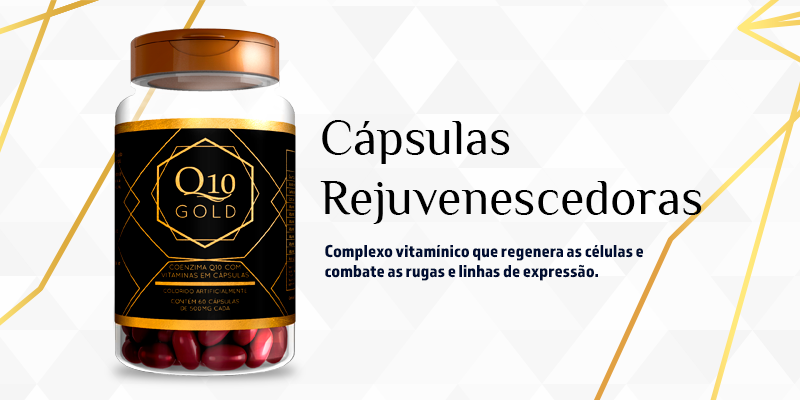 Q10
GOLD
COENZIMA Q10 COM
VITAMINAS EM CÁPSULAS
COLORIDO ARTIFICIALMENTE
CONTÉM 60 CÁPSULAS
DE 500MG CADA
Cápsulas
Rejuvenescedoras
Complexo vitamínico que regenera as células e
combate as rugas e linhas de expressão.